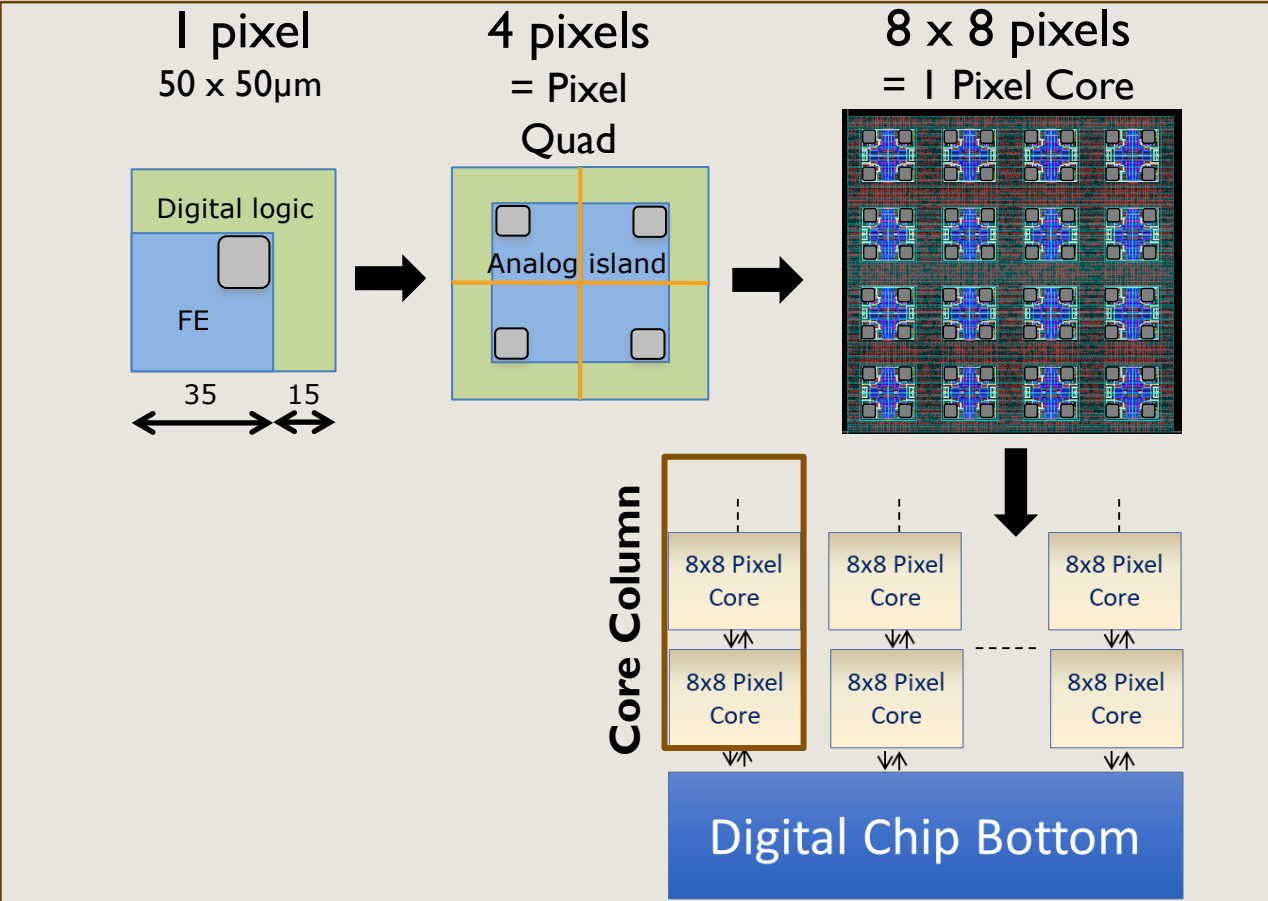 1 pixel
50 x 50µm
4 pixels
= Pixel
Quad
8 x 8 pixels
= 1 Pixel Core
Digital logic
FE
35
15
Analog island
Core Column
8x8 Pixel
Core
8x8 Pixel
Core
8x8 Pixel
Core
8x8 Pixel
Core
8x8 Pixel
Core
8x8 Pixel
Core
Digital Chip Bottom